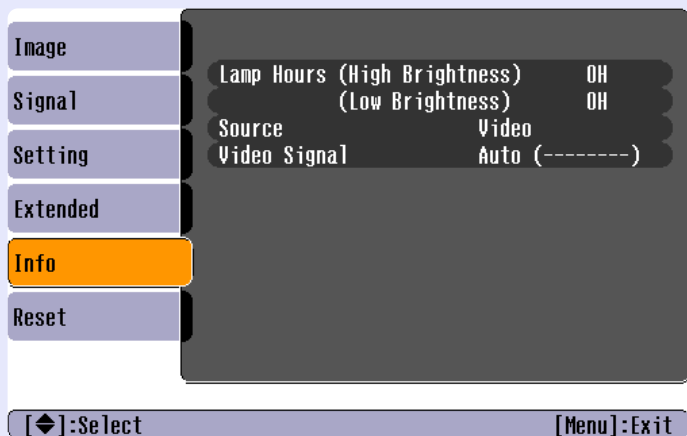 Image
Signal
Setting
Extended
Info
Reset
Lamp Hours (High Brightness) 0H
(Low Brightness) 0H
Source Video
Video Signal Auto (--------)
[◆]:Select [Menu]:Exit